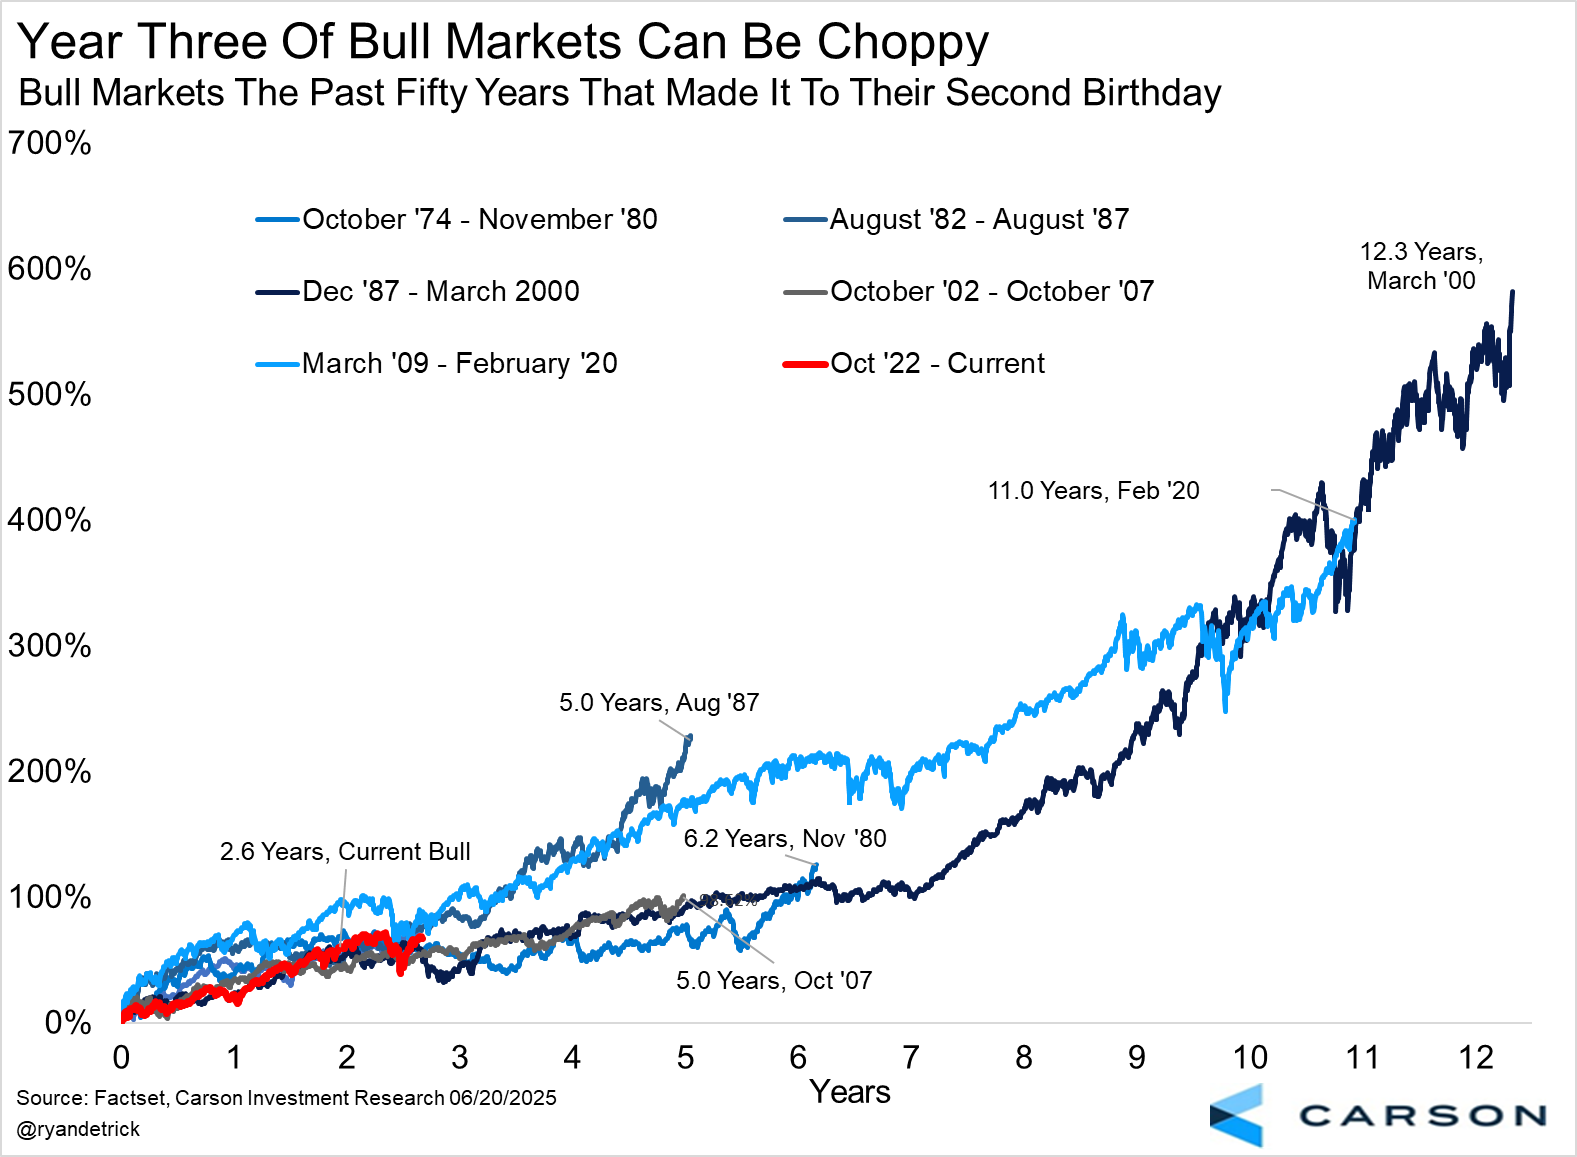 Year Three Of Bull Markets Can Be Choppy
Bull Markets The Past Fifty Years That Made It To Their Second Birthday
700%
600%
500%
400%
300%
200%
100%
0%
October '74 - November '80
August '82 - August '87
Dec '87 - March 2000
October '02 - October '07
March '09 - February '20
Oct '22 - Current
12.3 Years,
March '00
11.0 Years, Feb '20
5.0 Years, Aug '87
6.2 Years, Nov '80
2.6 Years, Current Bull
5.0 Years, Oct '07
0 1 2 3 4 5 6 7 8 9 10 11 12
Years
Source: Factset, Carson Investment Research 06/20/2025
@ryandetrick
CARSON